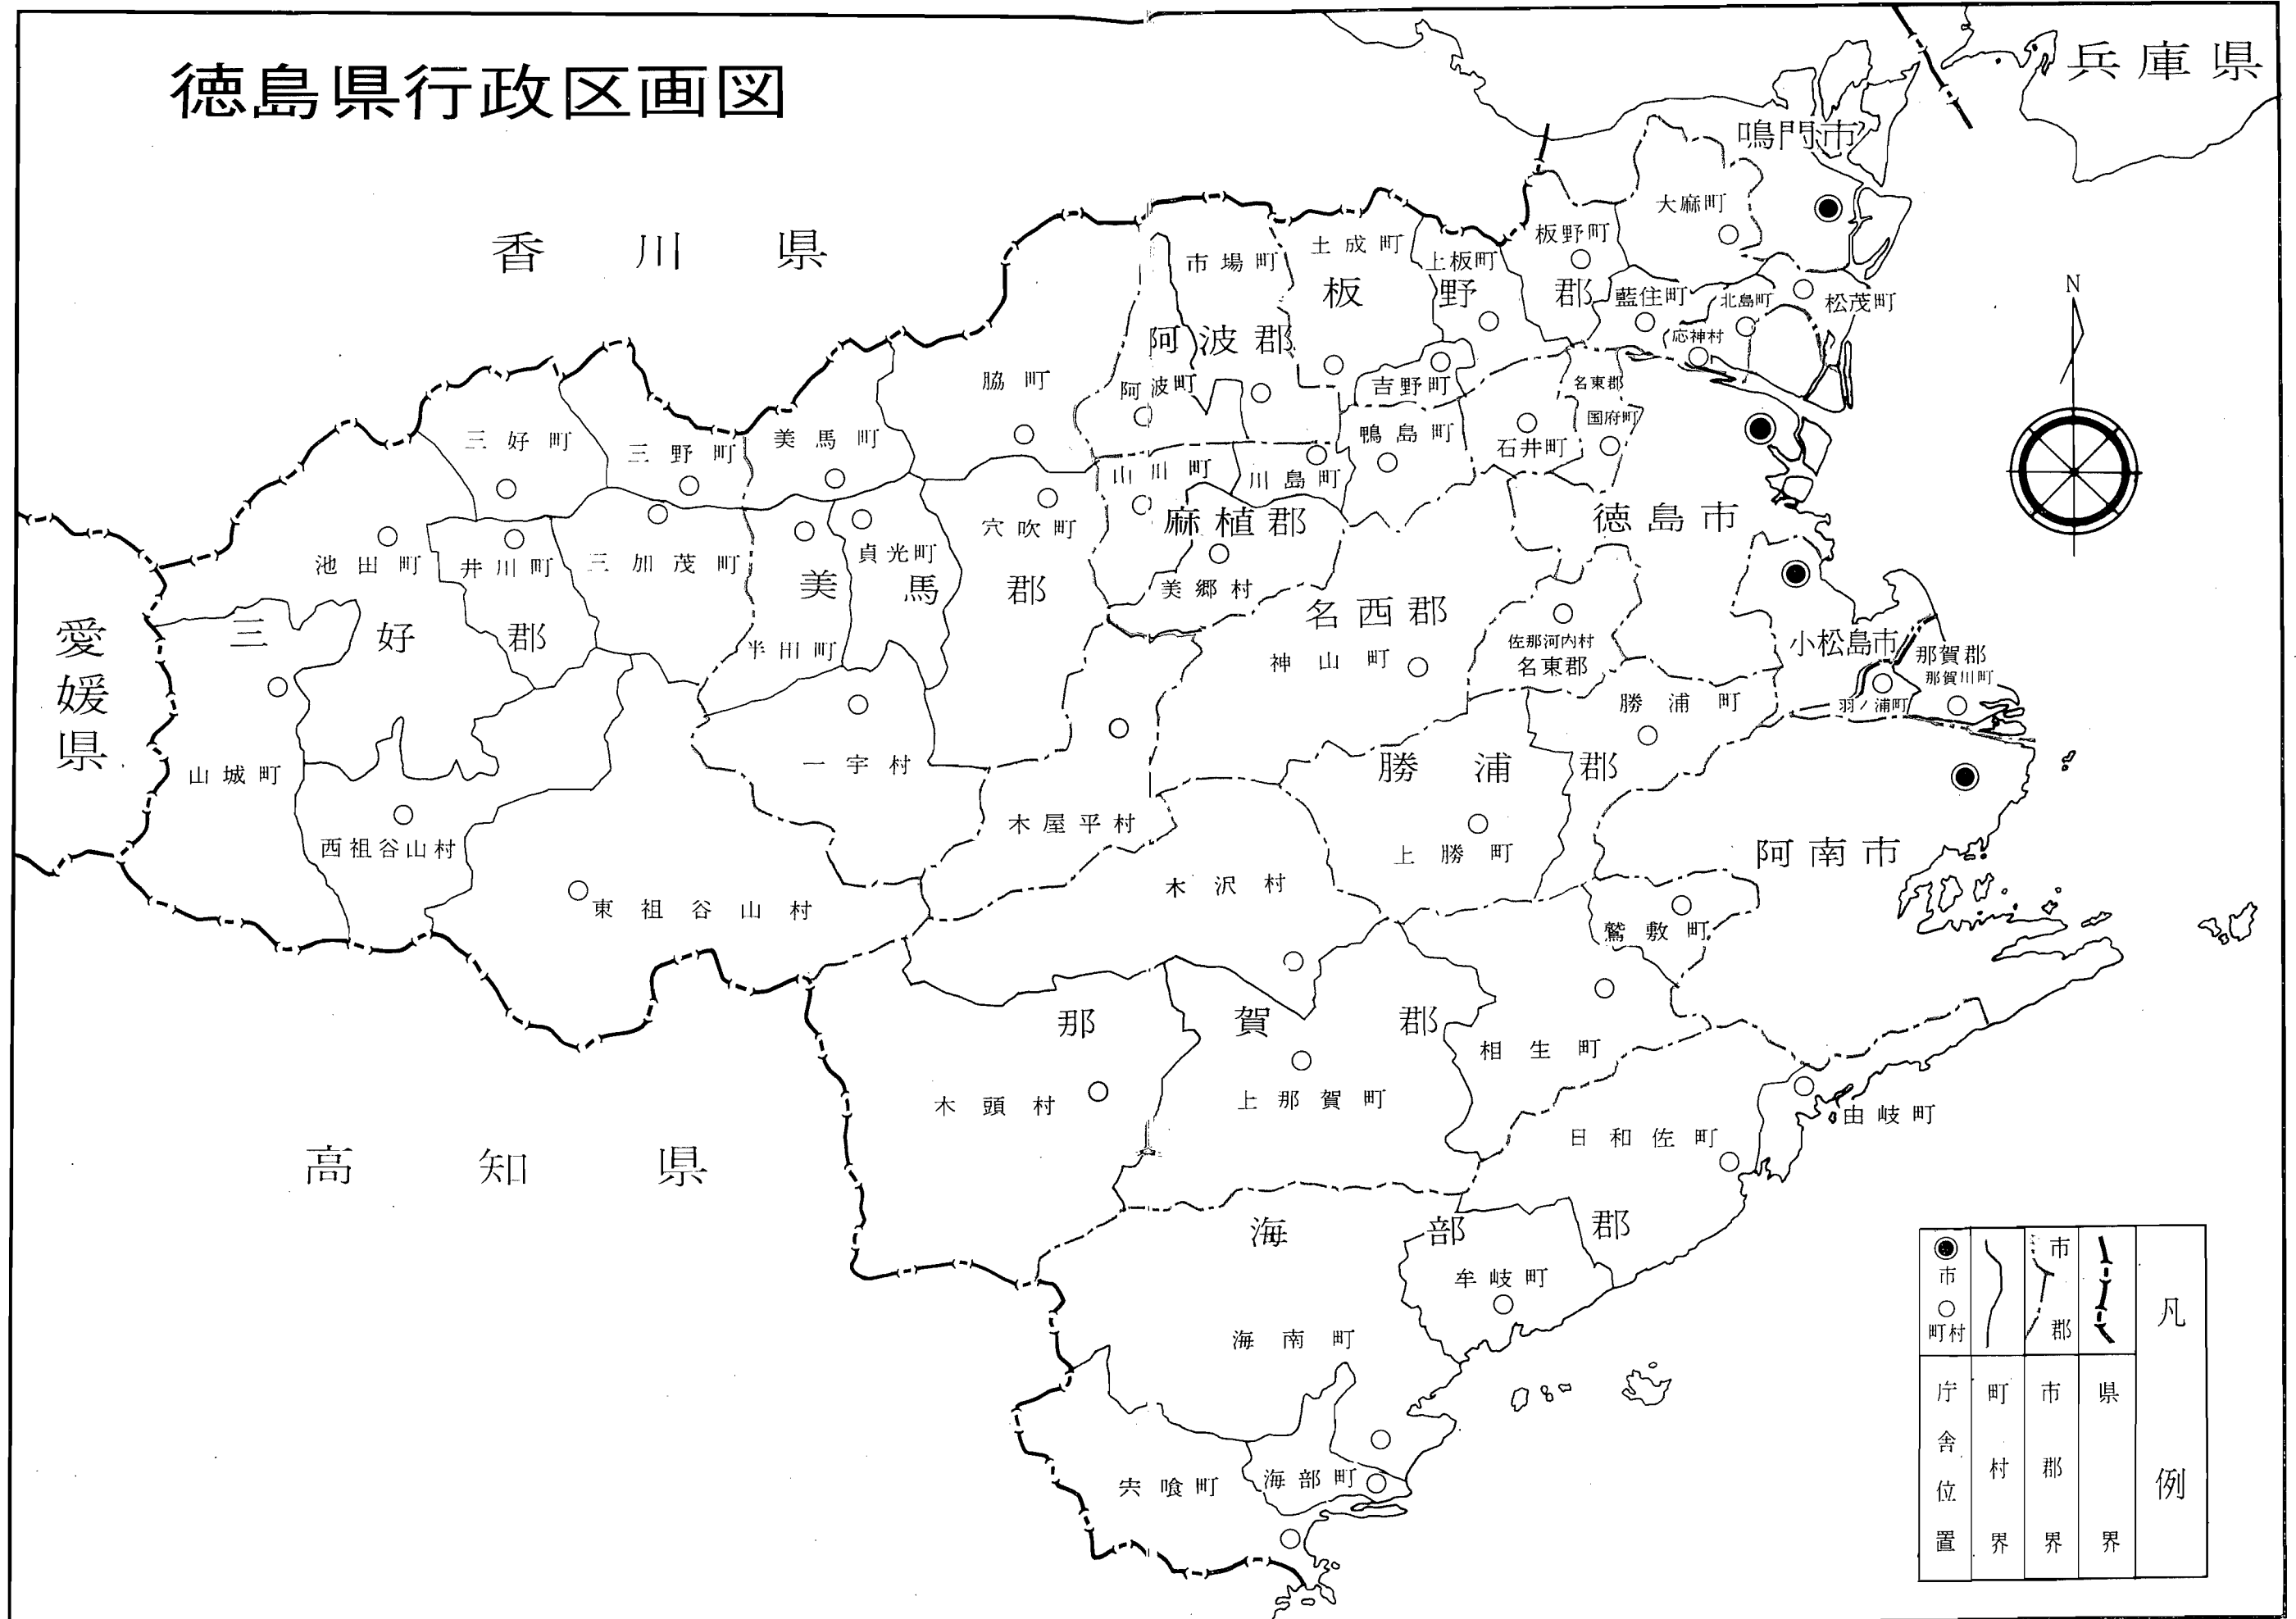 徳島県行政区画図
兵庫県
鳴門市
大麻町
香川県
板野町
土成町
市場町
上板町
板野郡
藍住町
北島町
松茂町
N
応神村
阿波郡
脇町
阿波町
吉野町
名東郡
国府町
三好町
三野町
美馬町
鴨島町
石井町
山川町
川島町
徳島市
麻植郡
穴吹町
貞光町
池田町
井川町
三加茂町
美馬郡
美郷村
名西郡
三好郡
半田町
神山町
佐那河内村
名東郡
小松島市
那賀郡
那賀川町
羽ノ浦町
愛媛県
勝浦町
山城町
一宇村
勝浦郡
木屋平村
西祖谷山村
上勝町
阿南市
木沢村
東祖谷山村
鷲敷町
那賀郡
相生町
木頭村
上那賀町
由岐町
日和佐町
高知県
海部郡
牟岐町
海南町
宍喰町
海部町
凡例
県界
市郡
市郡界
町村界
市
町村
庁舎位置